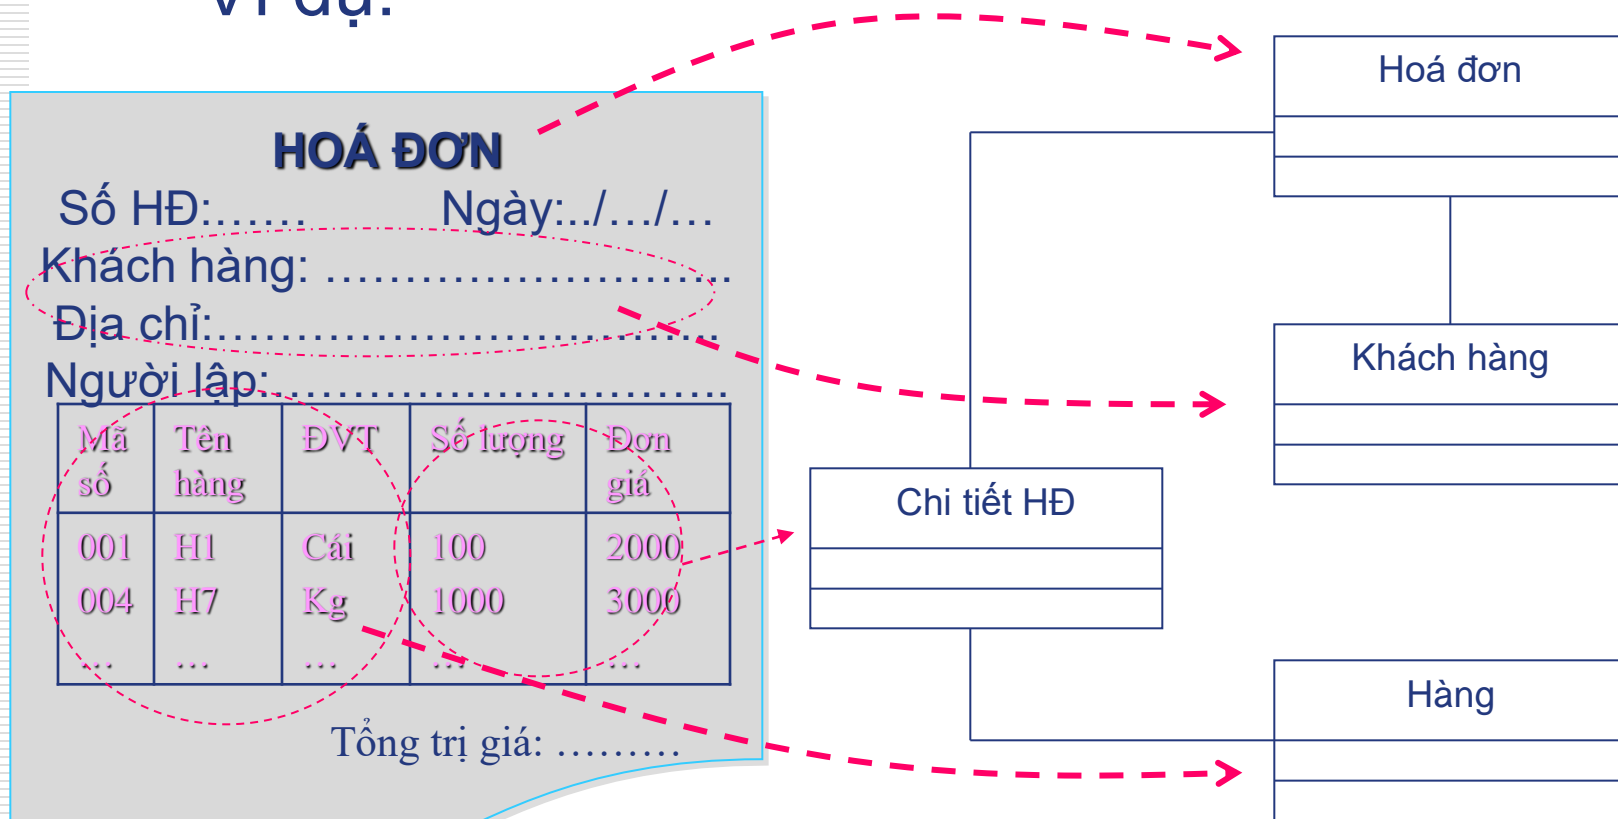 Ví dụ:
HOÁ ĐƠN
Số HĐ:...... Ngày:../.../...
Khách hàng: ............................
Địa chỉ:..................................
Người lập:..............................
Mã số Tên hàng ĐVT Số lượng Đơn giá
001 H1 Cái 100 2000
004 H7 Kg 1000 3000
... ... ... ... ...
Tổng trị giá: .........
Hoá đơn
Khách hàng
Chi tiết HĐ
Hàng